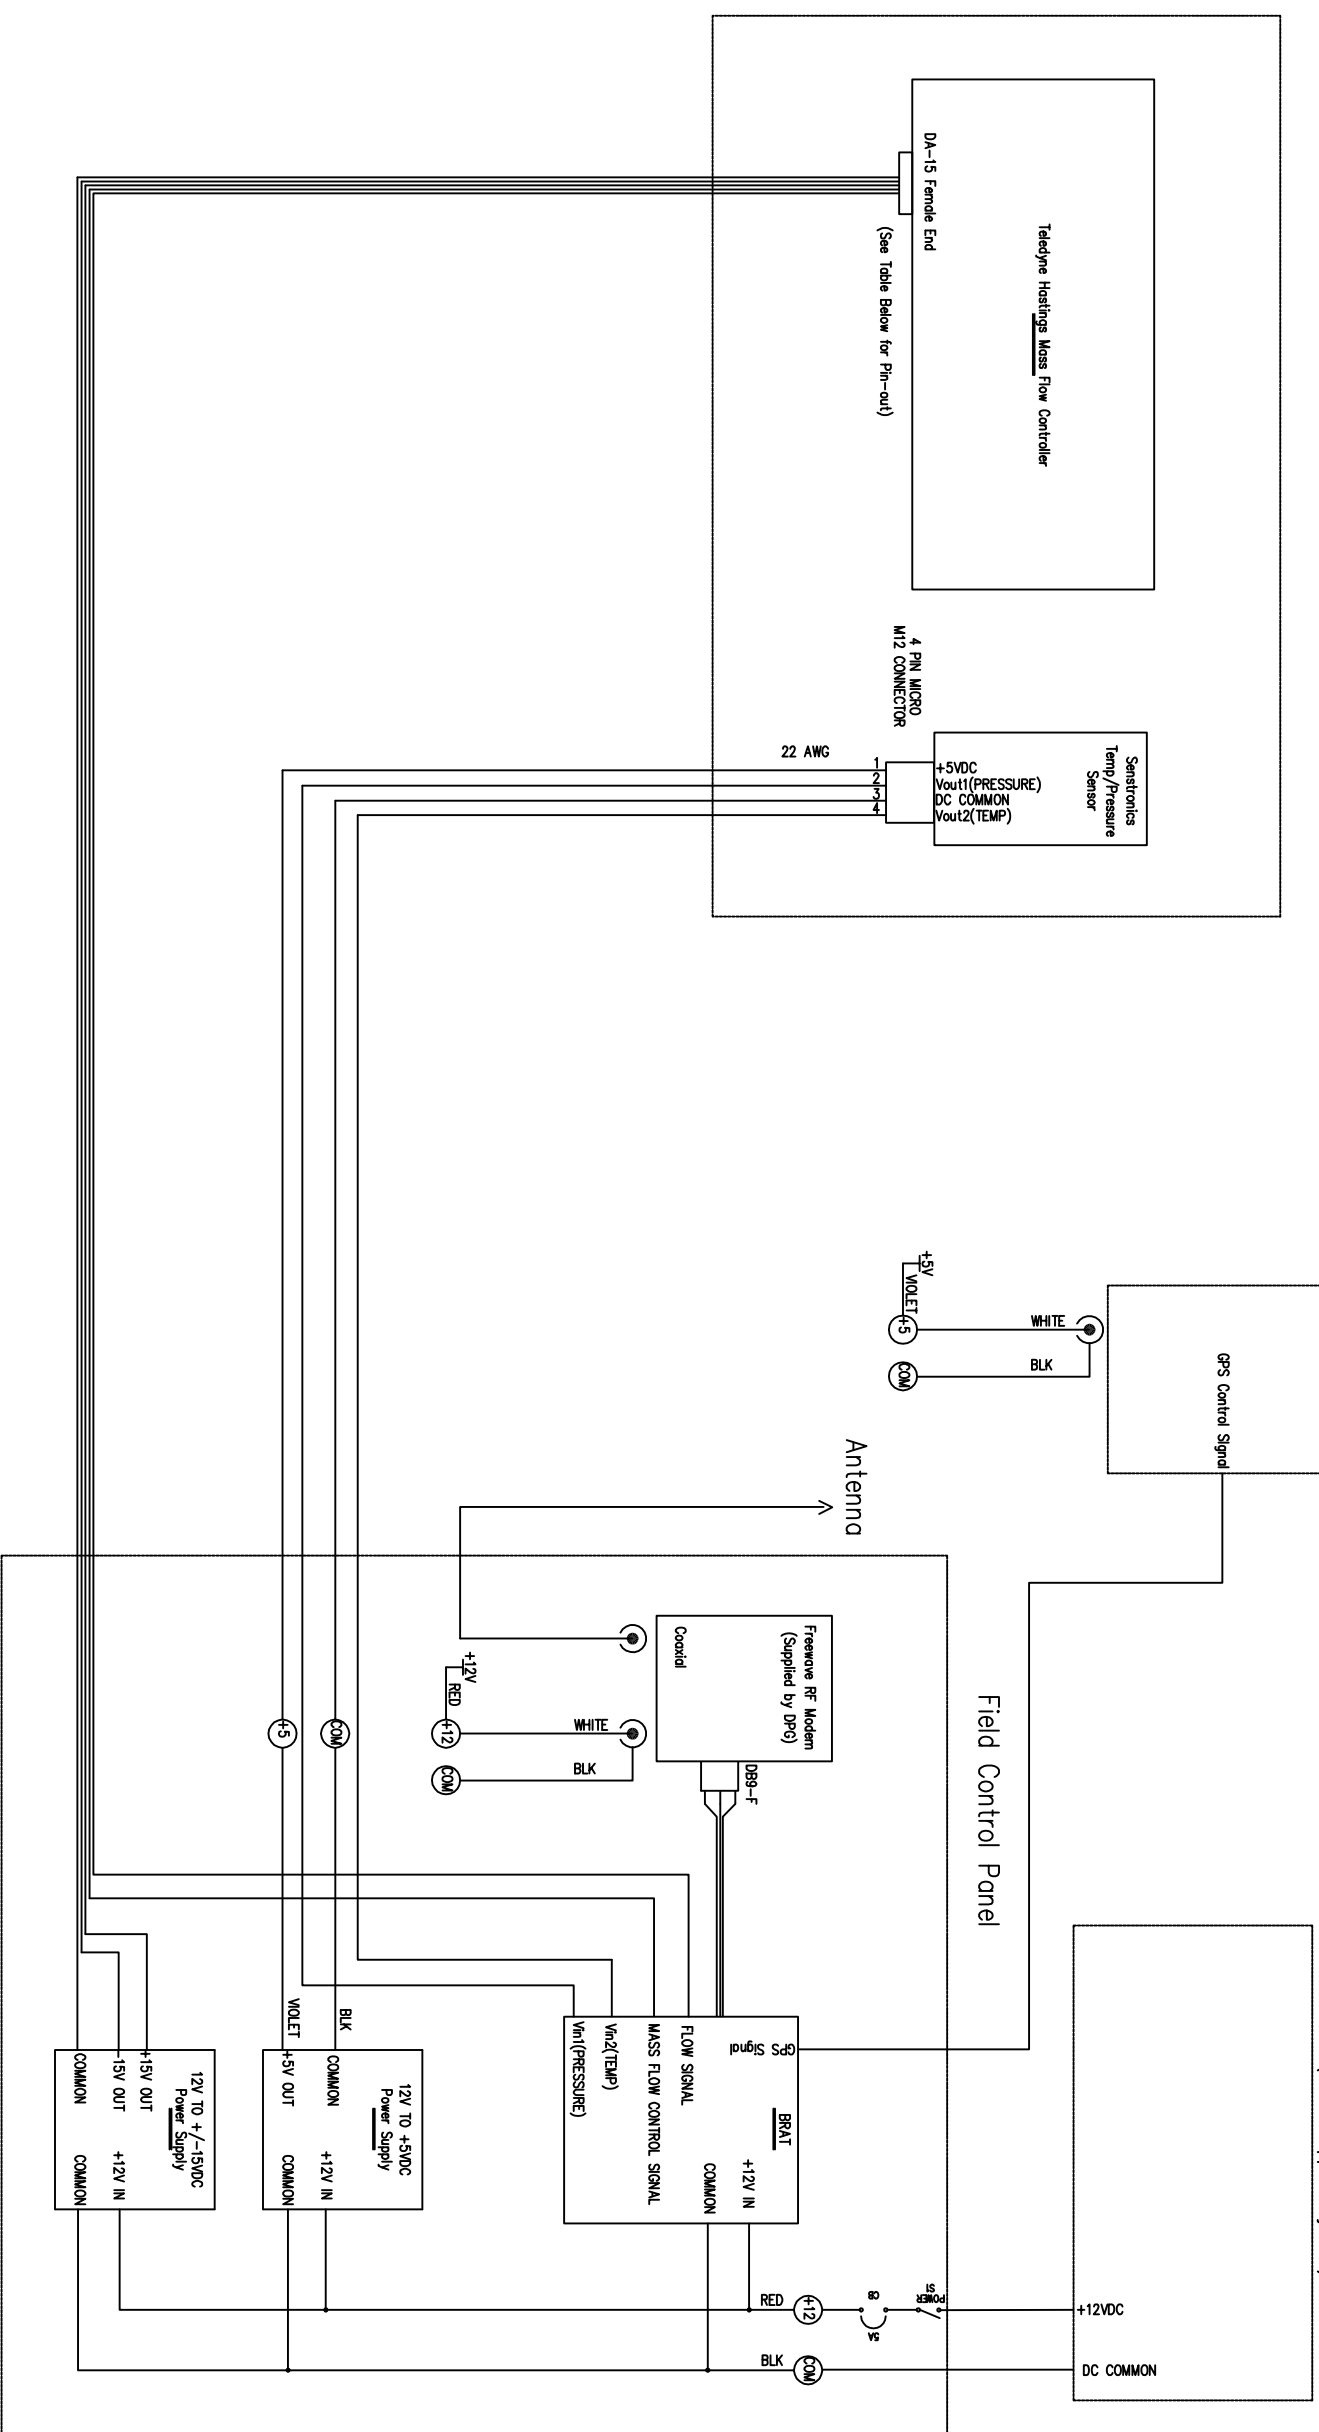 Teledyne Hastings Mass Flow Controller
DA-15 Female End
(See Table Below for Pin-out)
4 PIN MICRO
M12 CONNECTOR
Senstronics
Temp/Pressure
Sensor
22 AWG
1
2
3
4
+5VDC
Vout1(PRESSURE)
DC COMMON
Vout2(TEMP)
+5V
VIOLET
+5
COM
WHITE
BLK
GPS Control Signal
Antenna
Field Control Panel
Freewave RF Modem
(Supplied by DPG)
Coaxial
DB9-F
+12V
RED
+12
COM
WHITE
BLK
+5
COM
VIOLET
BLK
BRAT
GPS Signal
FLOW SIGNAL
MASS FLOW CONTROL SIGNAL
Vin2(TEMP)
Vin1(PRESSURE)
+12V IN
COMMON
12V TO +5VDC
Power Supply
COMMON
+5V OUT
+12V IN
COMMON
12V TO +/-15VDC
Power Supply
+15V OUT
15V OUT
COMMON
+12V IN
COMMON
RED
+12
CB
5A
S1
POWER
+12VDC
BLK
COM
DC COMMON